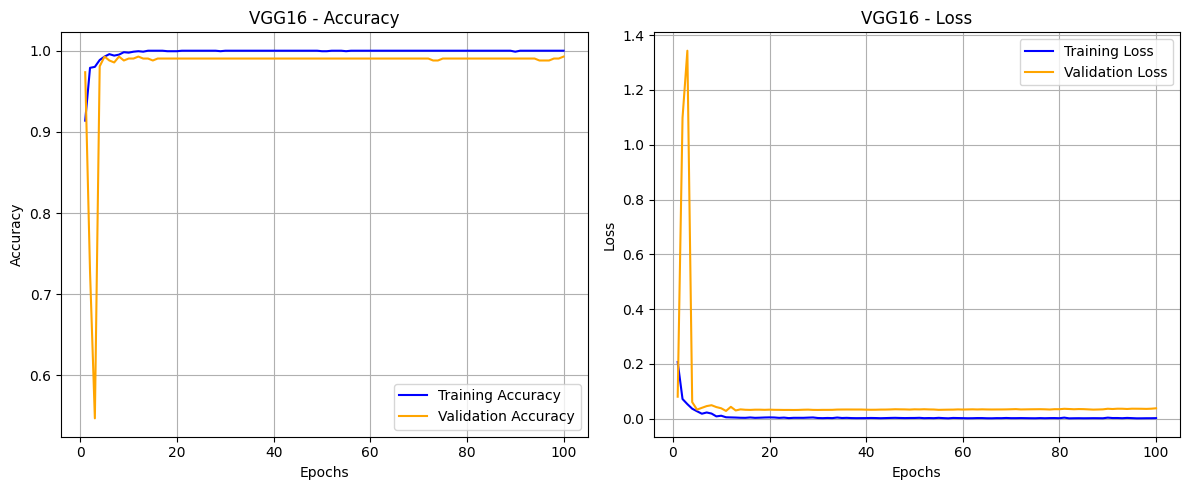 VGG16 - Accuracy
1.0
0.9
0.8
0.7
0.6
Accuracy
0 20 40 60 80 100
Epochs
Training Accuracy
Validation Accuracy
VGG16 - Loss
1.4
1.2
1.0
0.8
0.6
0.4
0.2
0.0
Loss
0 20 40 60 80 100
Epochs
Training Loss
Validation Loss